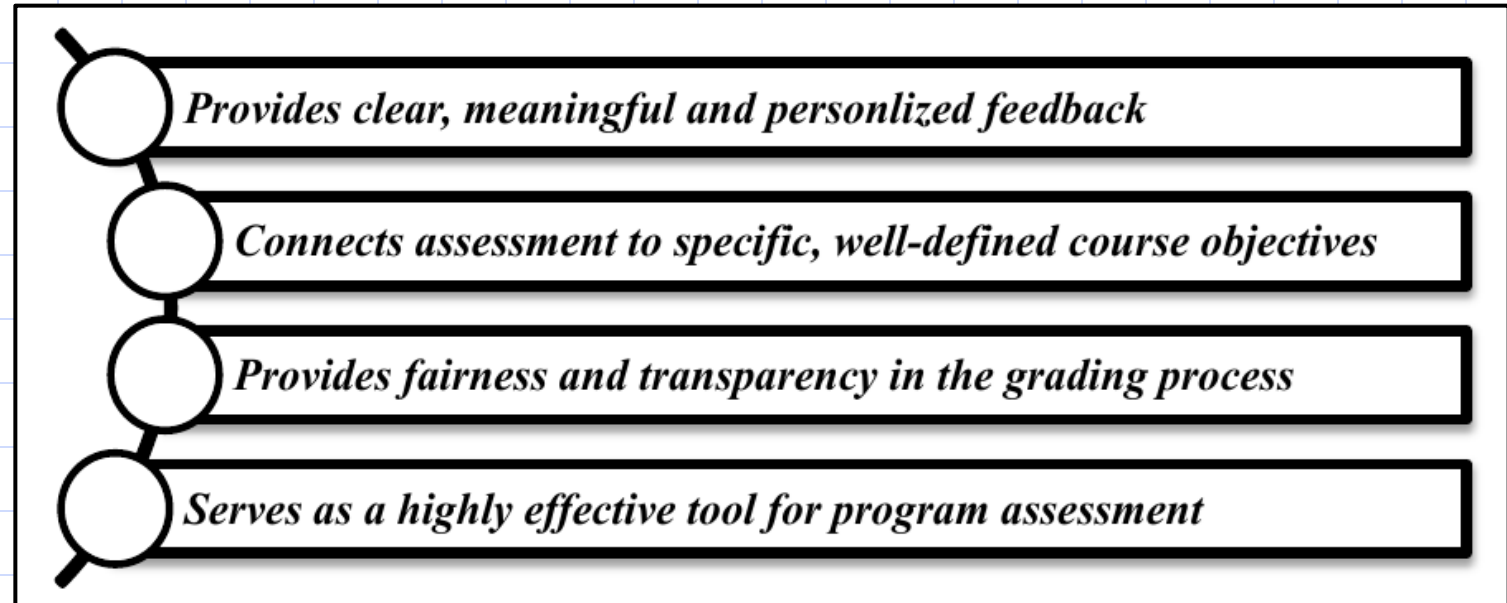 Provides clear, meaningful and personlized feedback
Connects assessment to specific, well-defined course objectives
Provides fairness and transparency in the grading process
Serves as a highly effective tool for program assessment